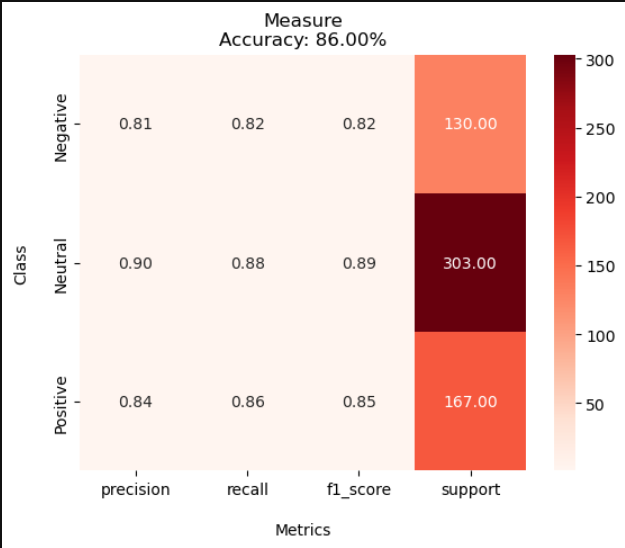 Measure
Accuracy: 86.00%
Negative 0.81 0.82 0.82 130.00
Neutral 0.90 0.88 0.89 303.00
Positive 0.84 0.86 0.85 167.00
precision recall f1_score support
Class
Metrics
300
250
200
150
100
50